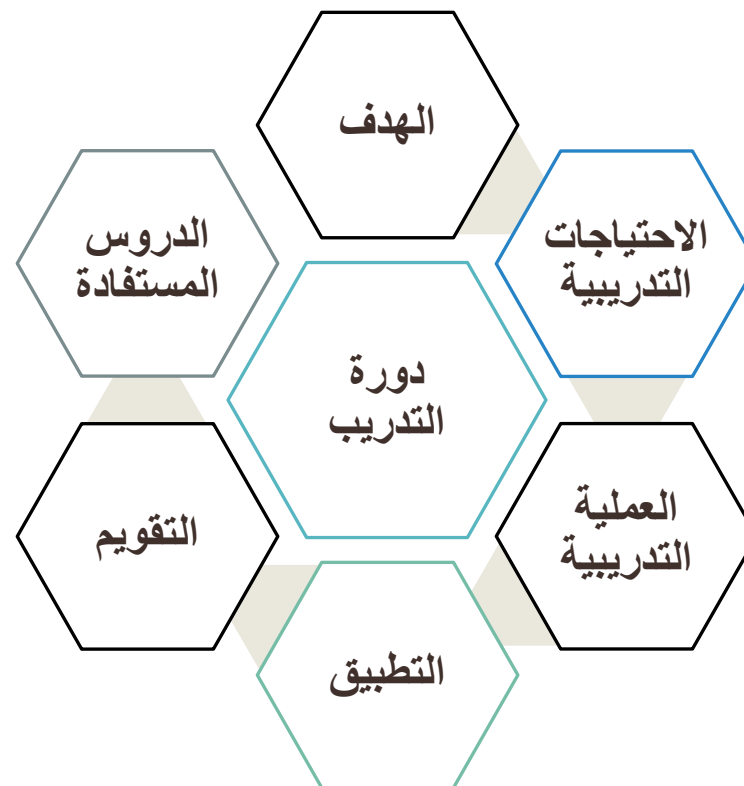 الهدف
الاحتياجات
التدريبية
العملية
التدريبية
التطبيق
التقويم
الدروس
المستفادة
دورة
التدريب